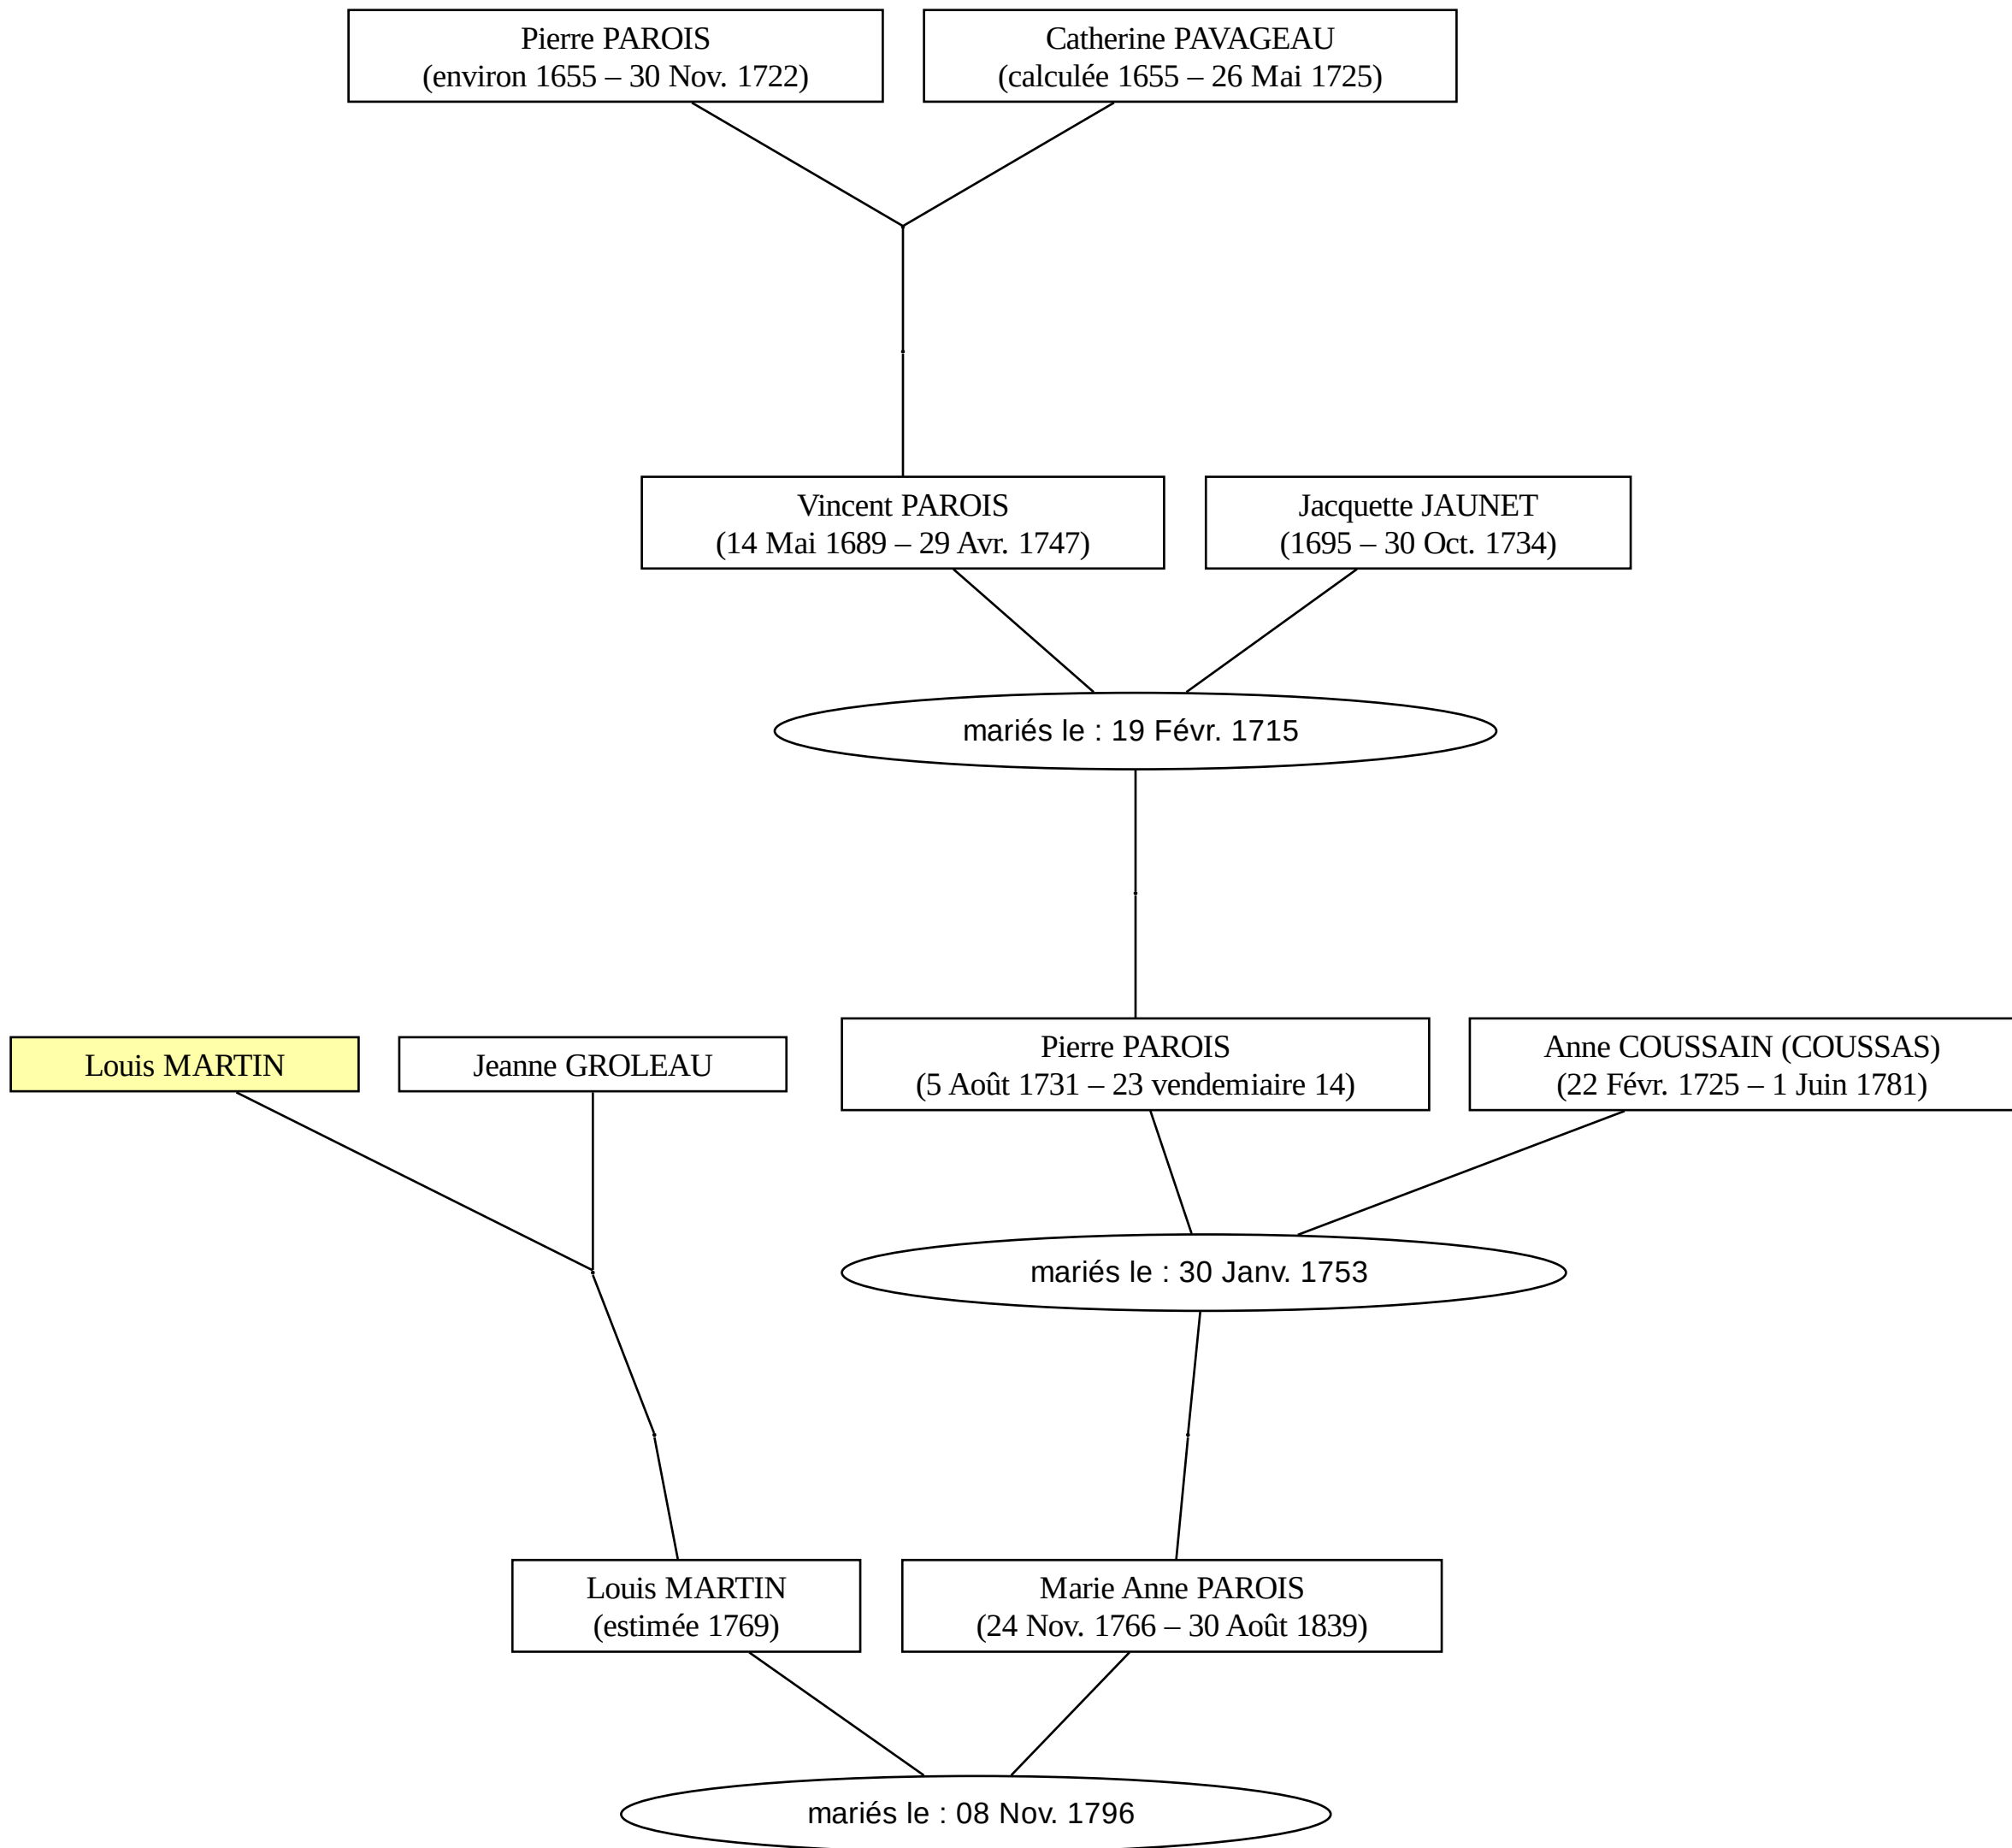 Pierre PAROIS
(environ 1655 – 30 Nov. 1722)
Catherine PAVAGEAU
(calculée 1655 – 26 Mai 1725)
Vincent PAROIS
(14 Mai 1689 – 29 Avr. 1747)
Jacquette JAUNET
(1695 – 30 Oct. 1734)
mariés le : 19 Févr. 1715
Louis MARTIN
Jeanne GROLEAU
Pierre PAROIS
(5 Août 1731 – 23 vendemiaire 14)
Anne COUSSAIN (COUSSAS)
(22 Févr. 1725 – 1 Juin 1781)
mariés le : 30 Janv. 1753
Louis MARTIN
(estimée 1769)
Marie Anne PAROIS
(24 Nov. 1766 – 30 Août 1839)
mariés le : 08 Nov. 1796